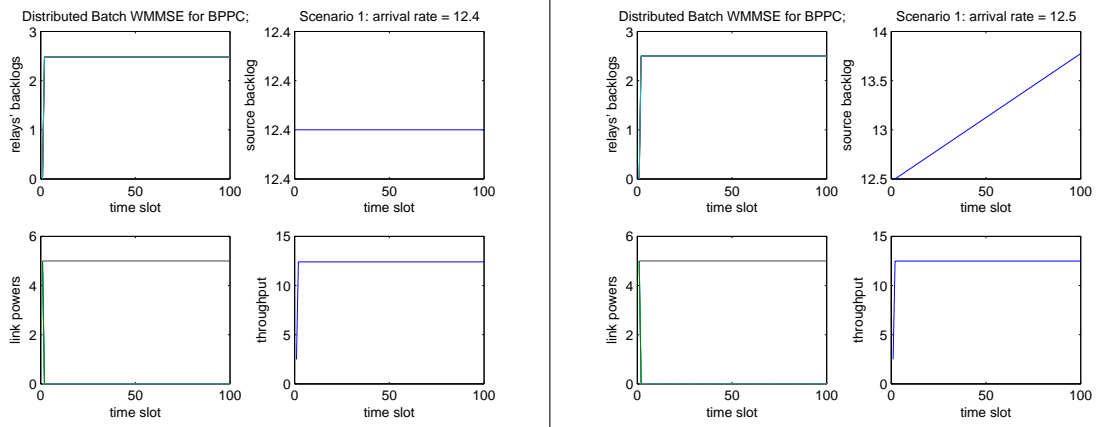 Distributed Batch WMMSE for BPPC; Scenario 1: arrival rate = 12.4
3
2
1
0
relays' backlogs
0 50 100
time slot
12.4
12.4
12.4
12.4
source backlog
0 50 100
time slot
6
4
2
0
link powers
0 50 100
time slot
15
10
5
0
throughput
0 50 100
time slot
Distributed Batch WMMSE for BPPC; Scenario 1: arrival rate = 12.5
3
2
1
0
relays' backlogs
0 50 100
time slot
14
13.5
13
12.5
source backlog
0 50 100
time slot
6
4
2
0
link powers
0 50 100
time slot
15
10
5
0
throughput
0 50 100
time slot